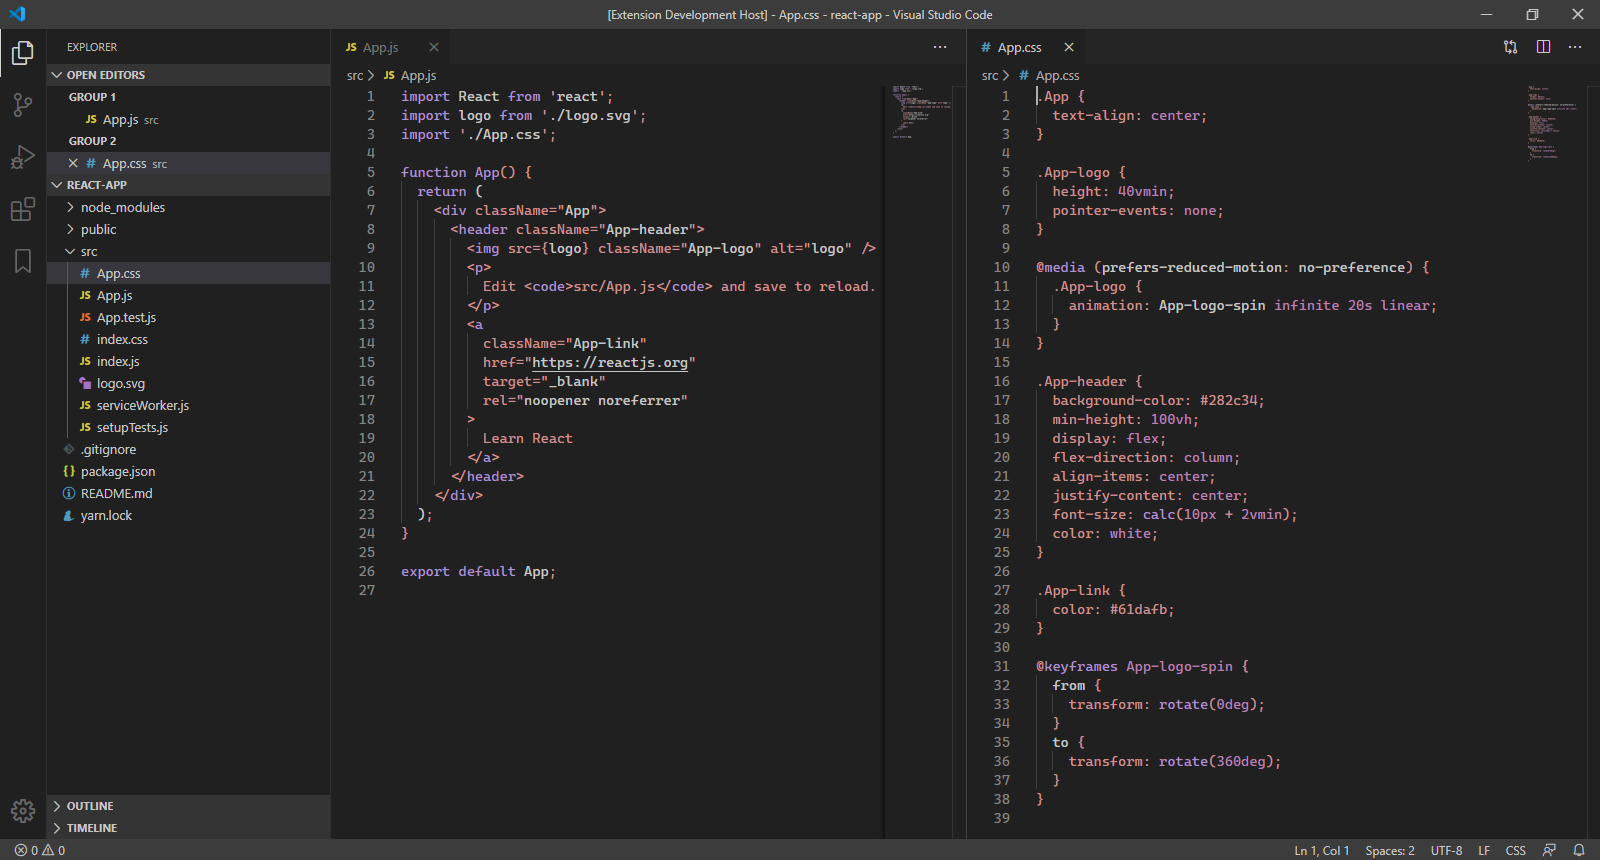 [Extension Development Host] - App.css - react-app - Visual Studio Code
EXPLORER
OPEN EDITORS
GROUP 1
JS App.js src
GROUP 2
# App.css src
REACT-APP
node_modules
public
src
# App.css
JS App.js
JS App.test.js
# index.css
JS index.js
logo.svg
JS serviceWorker.js
JS setupTests.js
.gitignore
{} package.json
README.md
yarn.lock
OUTLINE
TIMELINE
JS App.js
src > JS App.js
1 import React from 'react';
2 import logo from './logo.svg';
3 import './App.css';
4
5 function App() {
6 return (
7 <div className="App">
8 <header className="App-header">
9 <img src={logo} className="App-logo" alt="logo" />
10 <p>
11 Edit <code>src/App.js</code> and save to reload.
12 </p>
13 <a
14 className="App-link"
15 href="https://reactjs.org"
16 target="_blank"
17 rel="noopener noreferrer"
18 >
19 Learn React
20 </a>
21 </header>
22 </div>
23 );
24 }
25
26 export default App;
27
# App.css
src > # App.css
1 .App {
2 text-align: center;
3 }
4
5 .App-logo {
6 height: 40vmin;
7 pointer-events: none;
8 }
9
10 @media (prefers-reduced-motion: no-preference) {
11 .App-logo {
12 animation: App-logo-spin infinite 20s linear;
13 }
14 }
15
16 .App-header {
17 background-color: #282c34;
18 min-height: 100vh;
19 display: flex;
20 flex-direction: column;
21 align-items: center;
22 justify-content: center;
23 font-size: calc(10px + 2vmin);
24 color: white;
25 }
26
27 .App-link {
28 color: #61dafb;
29 }
30
31 @keyframes App-logo-spin {
32 from {
33 transform: rotate(0deg);
34 }
35 to {
36 transform: rotate(360deg);
37 }
38 }
39
0 0
Ln 1, Col 1 Spaces: 2 UTF-8 LF CSS